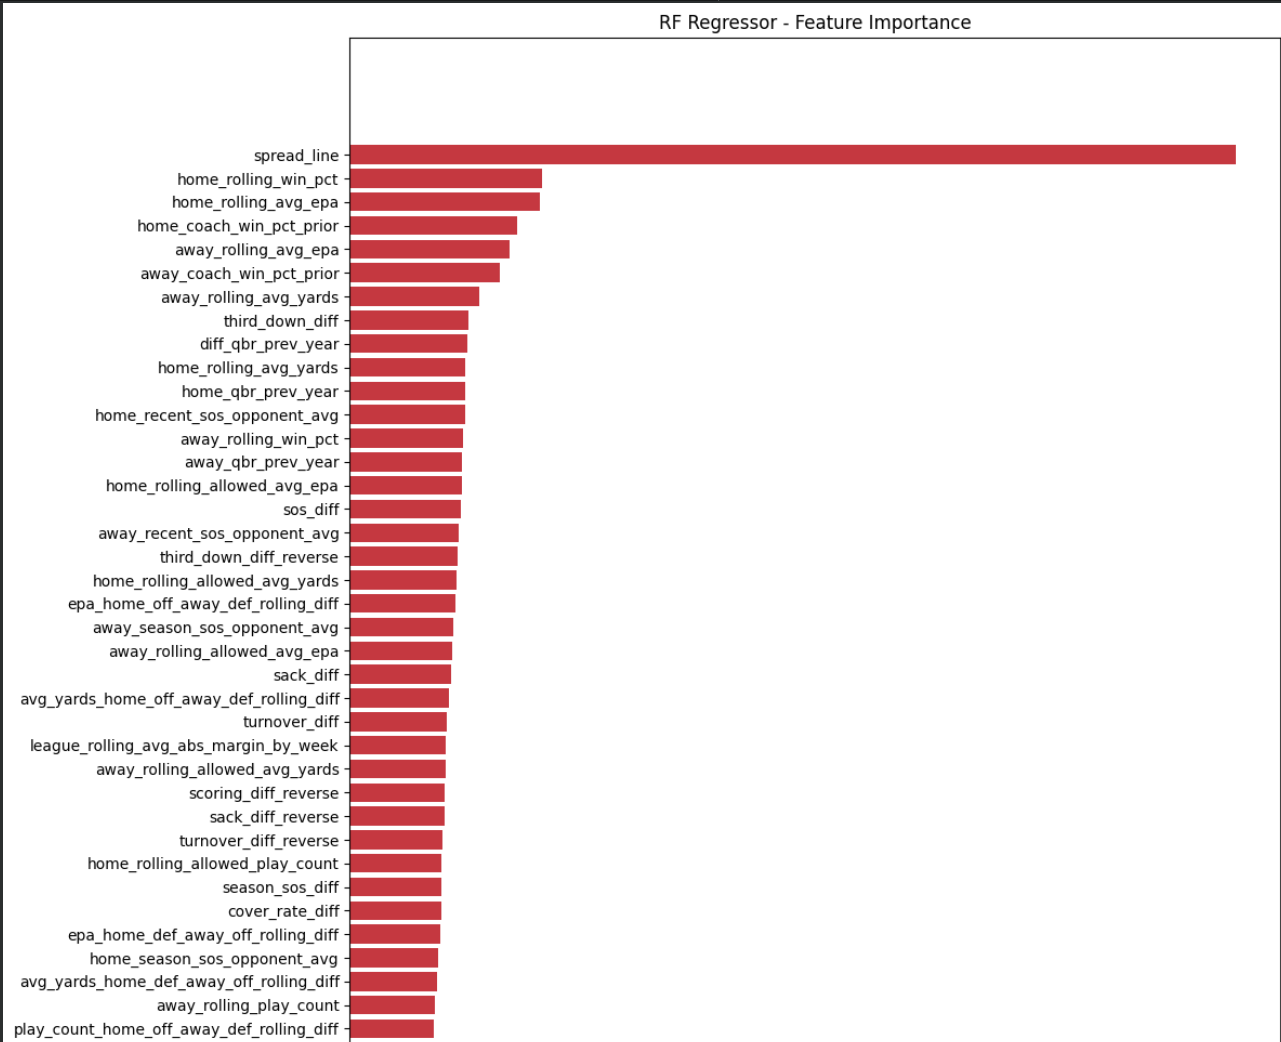 RF Regressor - Feature Importance
spread_line
home_rolling_win_pct
home_rolling_avg_epa
home_coach_win_pct_prior
away_rolling_avg_epa
away_coach_win_pct_prior
away_rolling_avg_yards
third_down_diff
diff_qbr_prev_year
home_rolling_avg_yards
home_qbr_prev_year
home_recent_sos_opponent_avg
away_rolling_win_pct
away_qbr_prev_year
home_rolling_allowed_avg_epa
sos_diff
away_recent_sos_opponent_avg
third_down_diff_reverse
home_rolling_allowed_avg_yards
epa_home_off_away_def_rolling_diff
away_season_sos_opponent_avg
away_rolling_allowed_avg_epa
sack_diff
avg_yards_home_off_away_def_rolling_diff
turnover_diff
league_rolling_avg_abs_margin_by_week
away_rolling_allowed_avg_yards
scoring_diff_reverse
sack_diff_reverse
turnover_diff_reverse
home_rolling_allowed_play_count
season_sos_diff
cover_rate_diff
epa_home_def_away_off_rolling_diff
home_season_sos_opponent_avg
avg_yards_home_def_away_off_rolling_diff
away_rolling_play_count
play_count_home_off_away_def_rolling_diff